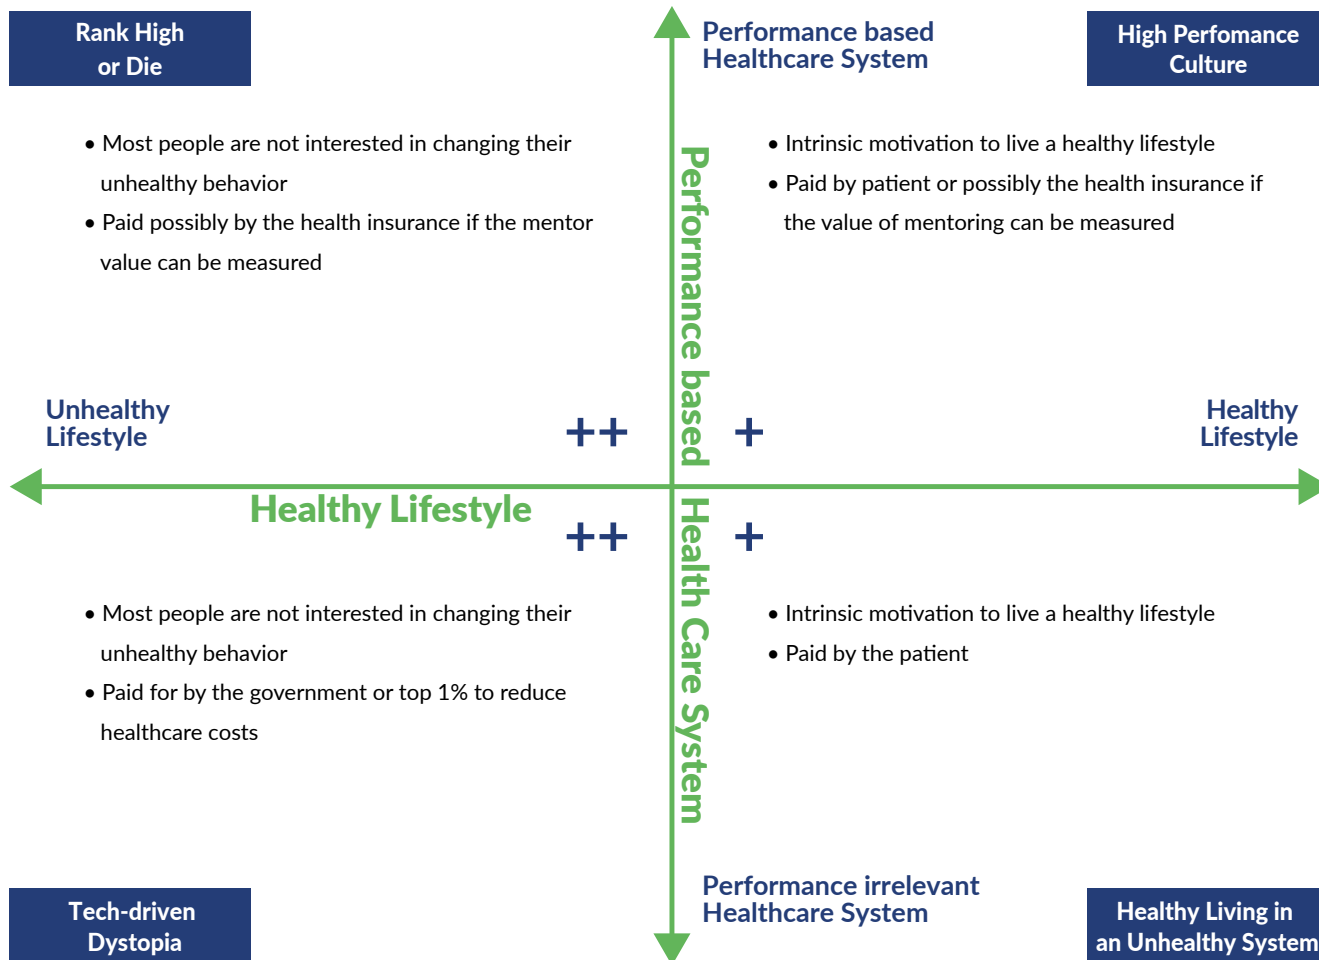 Rank High
or Die
Performance based
Healthcare System
High Perfomance
Culture
• Most people are not interested in changing their
unhealthy behavior
• Paid possibly by the health insurance if the mentor
value can be measured
• Intrinsic motivation to live a healthy lifestyle
• Paid by patient or possibly the health insurance if
the value of mentoring can be measured
Performance based
Unhealthy
Lifestyle
++
+
Healthy
Lifestyle
Healthy Lifestyle
++
+
Health Care System
• Most people are not interested in changing their
unhealthy behavior
• Paid for by the government or top 1% to reduce
healthcare costs
• Intrinsic motivation to live a healthy lifestyle
• Paid by the patient
Tech-driven
Dystopia
Performance irrelevant
Healthcare System
Healthy Living in
an Unhealthy System